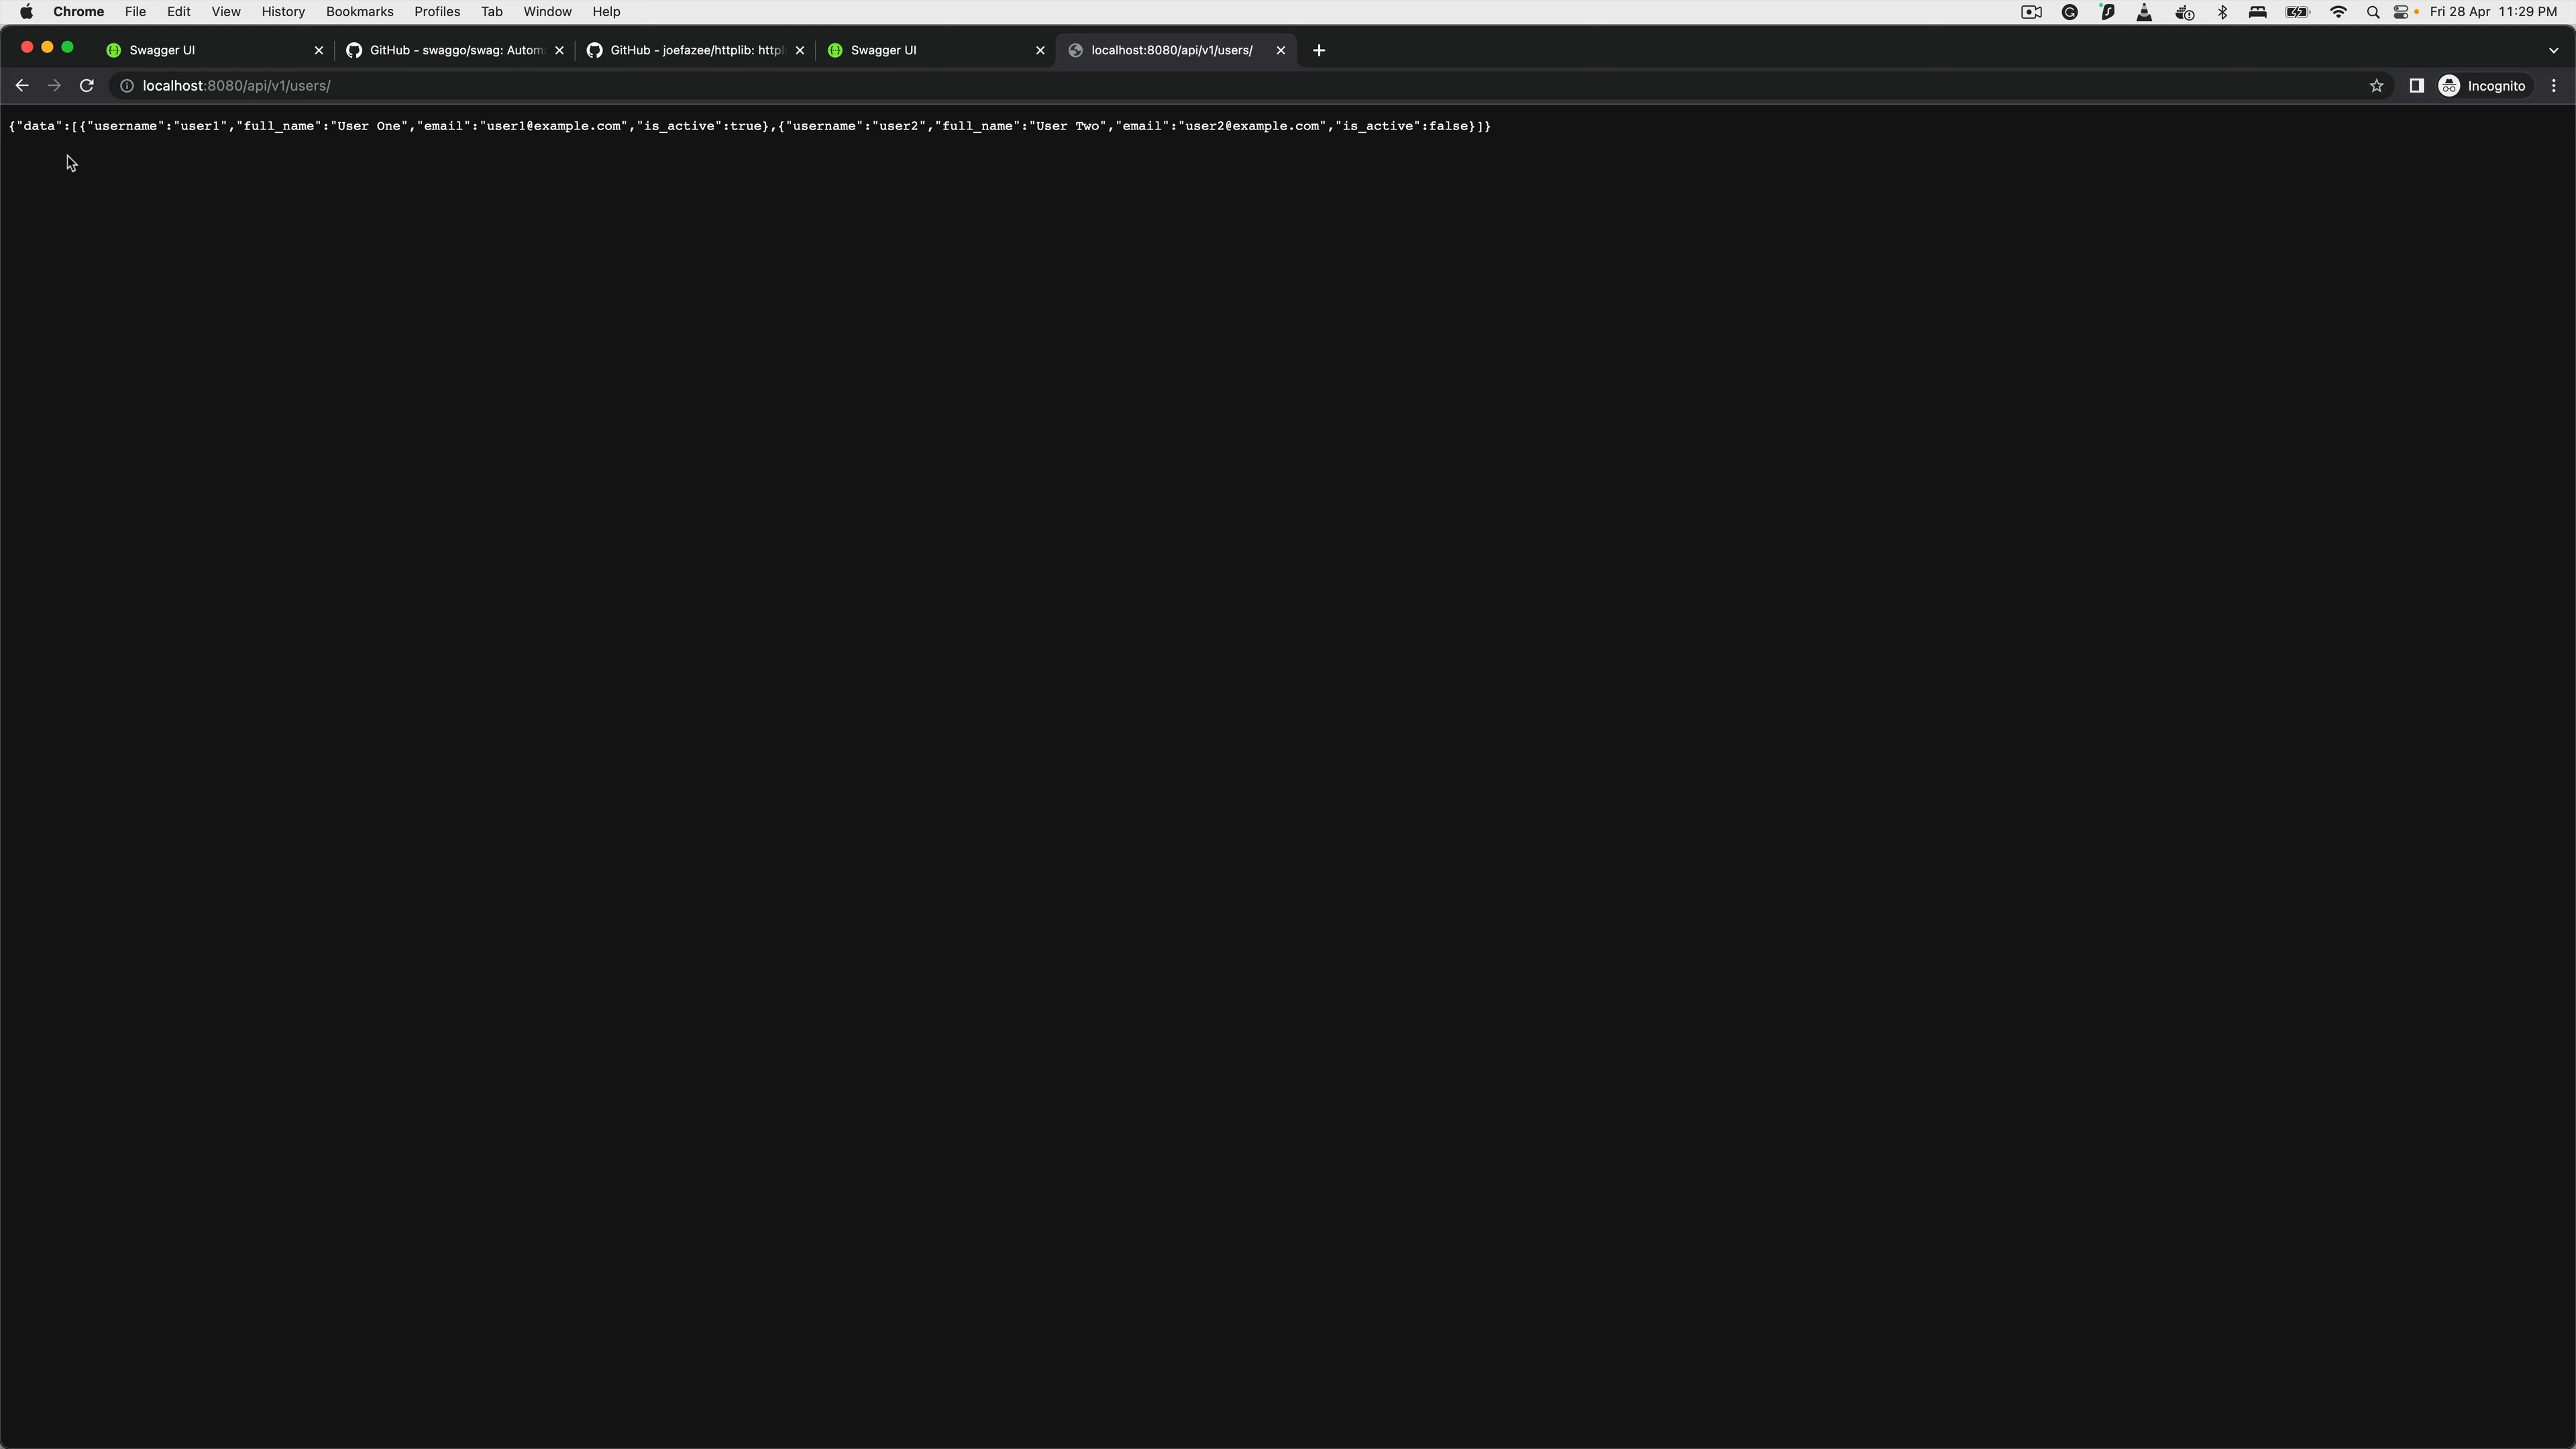 Chrome File Edit View History Bookmarks Profiles Tab Window Help Fri 28 Apr 11:29 PM
Swagger UI GitHub - swaggo/swag: Autom GitHub - joefazee/httplib: httpl Swagger UI localhost:8080/api/v1/users/
localhost:8080/api/v1/users/ Incognito
{"data":[{"username":"user1","full_name":"User One","email":"user1@example.com","is_active":true},{"username":"user2","full_name":"User Two","email":"user2@example.com","is_active":false}]}